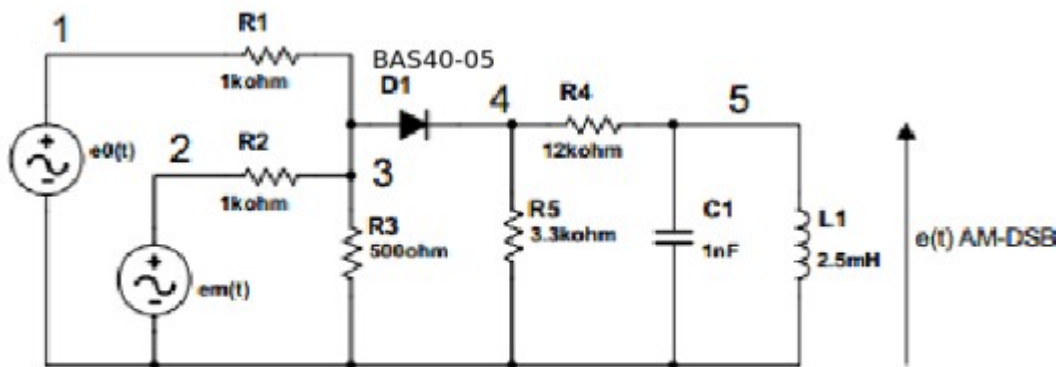 1
R1
1kohm
BAS40-05
D1
4
R4
12kohm
5
e0(t)
2
R2
1kohm
3
R3
500ohm
R5
3.3kohm
C1
1nF
L1
2.5mH
e(t) AM-DSB
em(t)